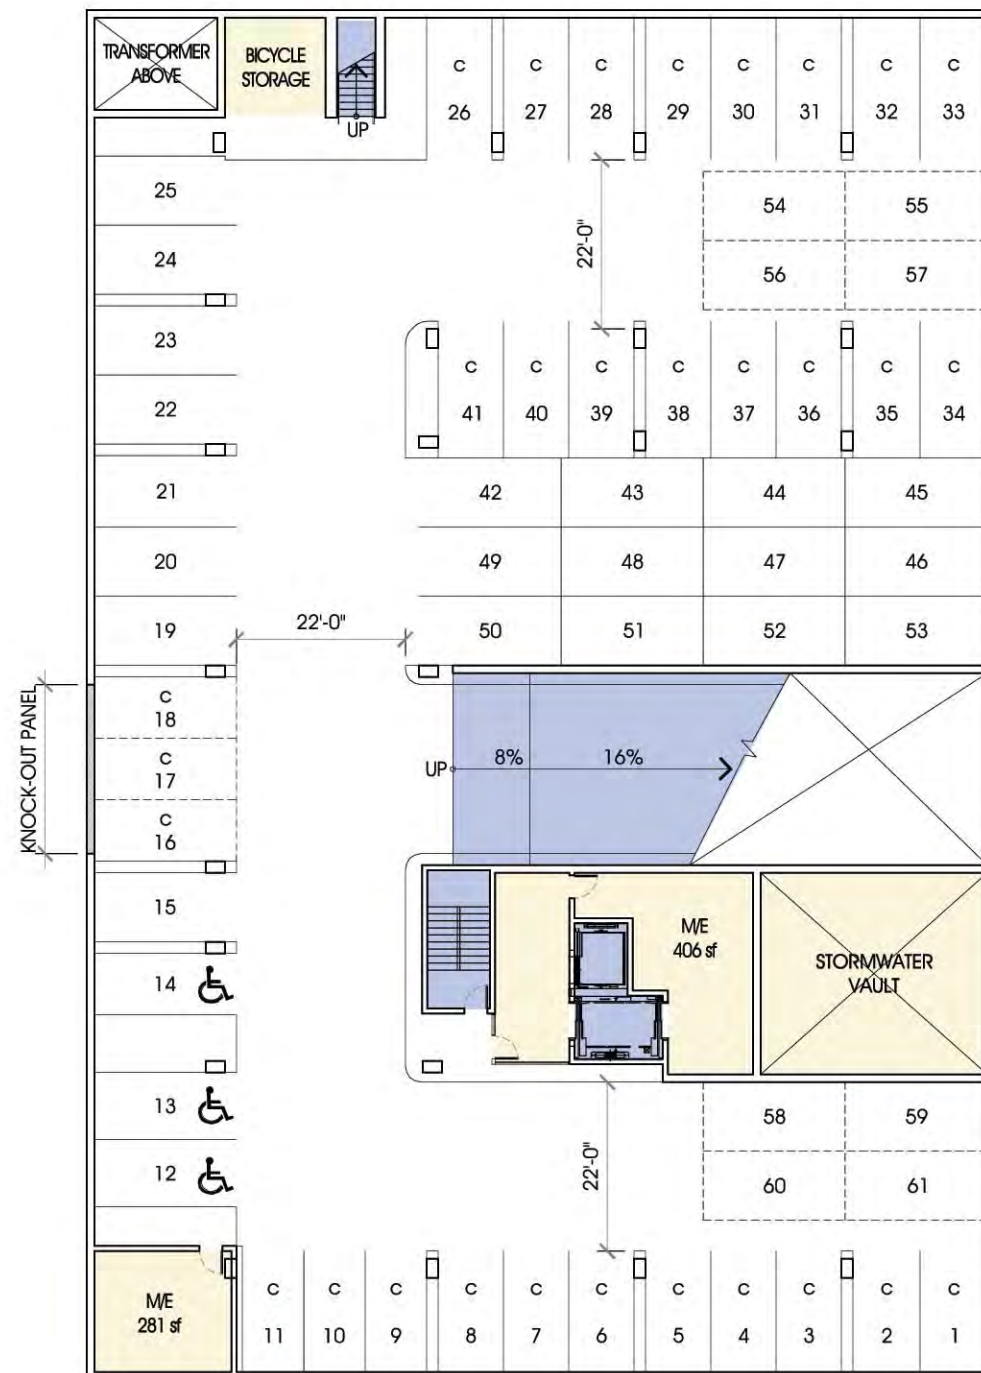 TRANSFORMER
ABOVE
BICYCLE
STORAGE
UP
C C C C C C C C
26 27 28 29 30 31 32 33
25
54 55
24
22'-0"
56 57
23
C C C C C C C C
22
41 40 39 38 37 36 35 34
21
42 43 44 45
20
49 48 47 46
19
22'-0"
50 51 52 53
KNOCK-OUT PANEL
C
18
C
17
UP
8%
16%
C
16
15
M/E
406 sf
STORMWATER
VAULT
14
13
58 59
12
22'-0"
60 61
M/E
281 sf
C C C C C C C C C C C
11 10 9 8 7 6 5 4 3 2 1